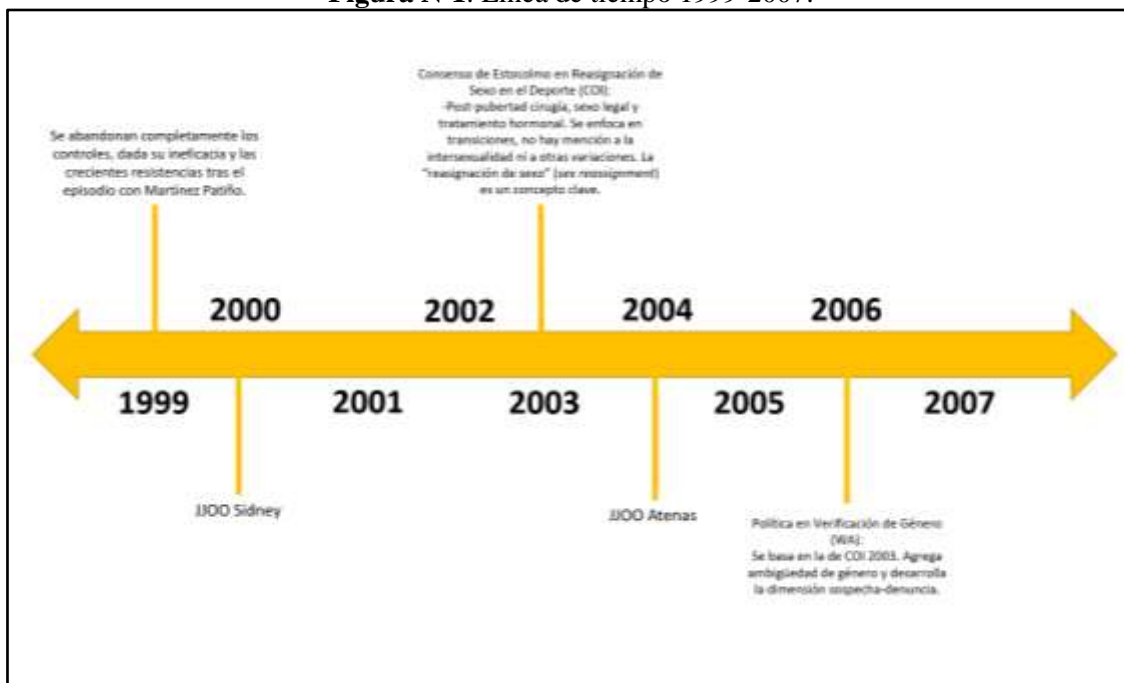 Figura N°1. Línea de tiempo 1999-2007.
Consenso de Estocolmo en Reasignación de
Sexo en el Deporte (COI):
-Post-pubertad cirugía, sexo legal y
tratamiento hormonal. Se enfoca en
transiciones, no hay mención a la
intersexualidad ni a otras variaciones. La
"reasignación de sexo" (sex reassignment)
es un concepto clave.
Se abandonan completamente los
controles, dada su ineficacia y las
crecientes resistencias tras el
episodio con Martínez Patiño.
2000
2002
2004
2006
1999
2001
2003
2005
2007
JJOO Sidney
JJOO Atenas
Política en Verificación de Género
(WA):
Se basa en la de COI 2003. Agrega
ambigüedad de género y desarrolla
la dimensión sospecha-denuncia.